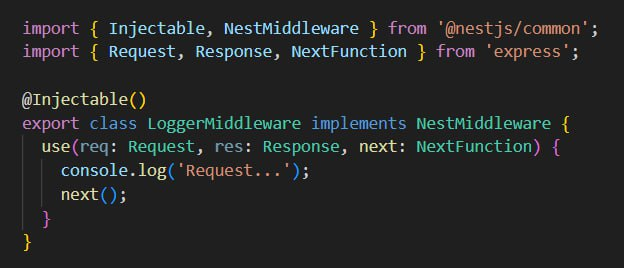 import { Injectable, NestMiddleware } from '@nestjs/common';
import { Request, Response, NextFunction } from 'express';

@Injectable()
export class LoggerMiddleware implements NestMiddleware {
  use(req: Request, res: Response, next: NextFunction) {
    console.log('Request...');
    next();
  }
}